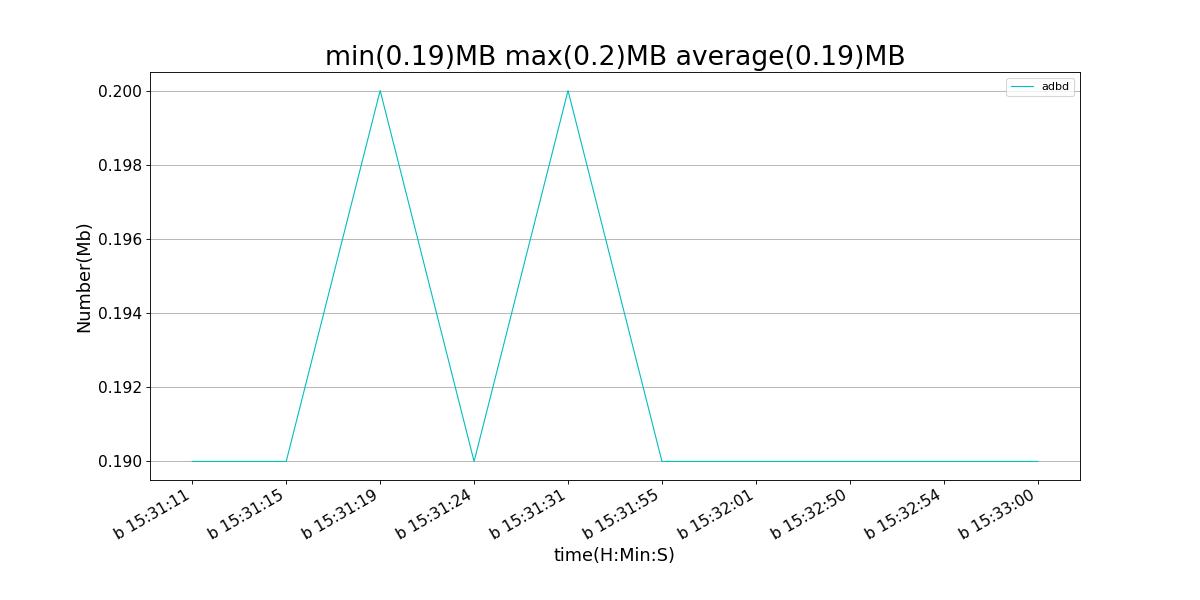 min(0.19)MB max(0.2)MB average(0.19)MB
adbd
Number(Mb)
0.200
0.198
0.196
0.194
0.192
0.190
b 15:31:11
b 15:31:15
b 15:31:19
b 15:31:24
b 15:31:31
b 15:31:55
b 15:32:01
b 15:32:50
b 15:32:54
b 15:33:00
time(H:Min:S)